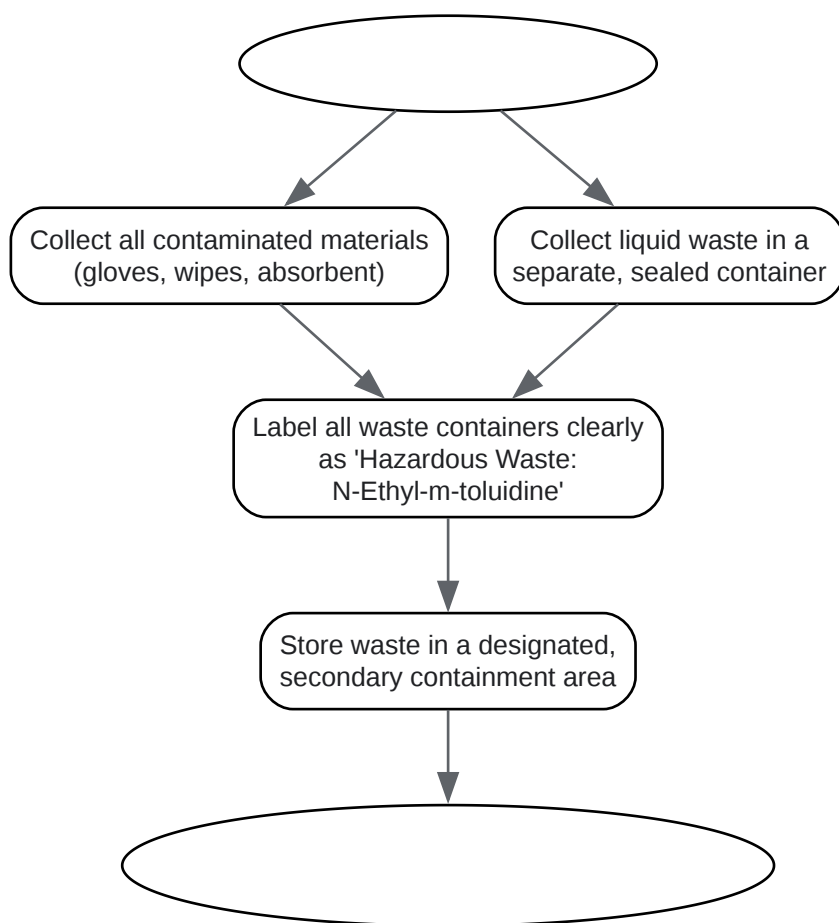 Collect all contaminated materials
(gloves, wipes, absorbent)
Collect liquid waste in a
separate, sealed container
Label all waste containers clearly
as 'Hazardous Waste:
N-Ethyl-m-toluidine'
Store waste in a designated,
secondary containment area